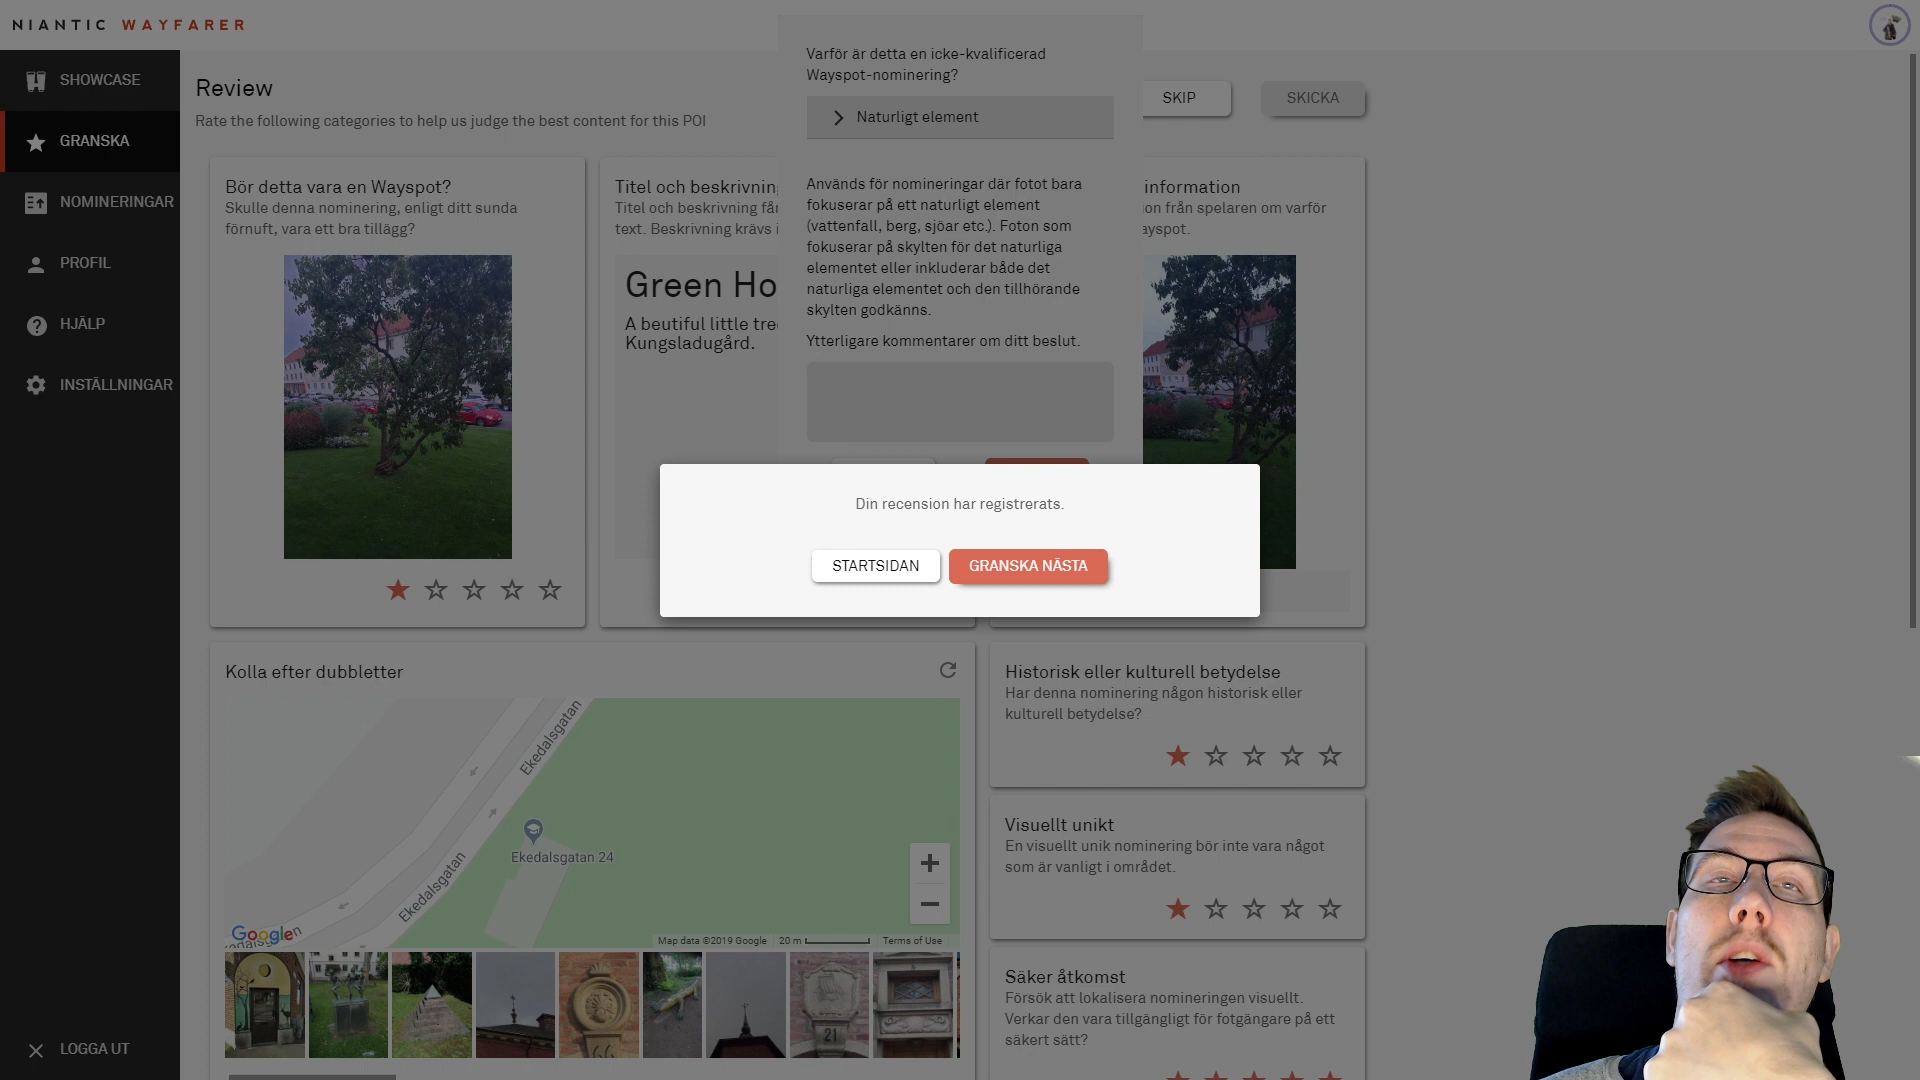 NIANTIC WAYFARER
SHOWCASE
GRANSKA
NOMINERINGAR
PROFIL
HJÄLP
INSTÄLLNINGAR
LOGGA UT
Review
Rate the following categories to help us judge the best content for this POI
SKIP
SKICKA
Bör detta vara en Wayspot?
Skulle denna nominering, enligt ditt sunda
förnuft, vara ett bra tillägg?
Titel och beskrivnin
Titel och beskrivning få
text. Beskrivning krävs i
Green Ho
A beutiful little tre
Kungsladugård.
information
on från spelaren om varför
ayspot.
Varför är detta en icke-kvalificerad
Wayspot-nominering?
Naturligt element
Används för nomineringar där fotot bara
fokuserar på ett naturligt element
(vattenfall, berg, sjöar etc.). Foton som
fokuserar på skylten för det naturliga
elementet eller inkluderar både det
naturliga elementet och den tillhörande
skylten godkänns.
Ytterligare kommentarer om ditt beslut.
Din recension har registrerats.
STARTSIDAN
GRANSKA NÄSTA
Kolla efter dubbletter
Ekedalsgatan
Ekedalsgatan 24
Ekedalsgatan
Google
Map data ©2019 Google
20 m
Terms of Use
21
66
Historisk eller kulturell betydelse
Har denna nominering någon historisk eller
kulturell betydelse?
Visuellt unikt
En visuellt unik nominering bör inte vara något
som är vanligt i området.
Säker åtkomst
Försök att lokalisera nomineringen visuellt.
Verkar den vara tillgängligt för fotgängare på ett
säkert sätt?